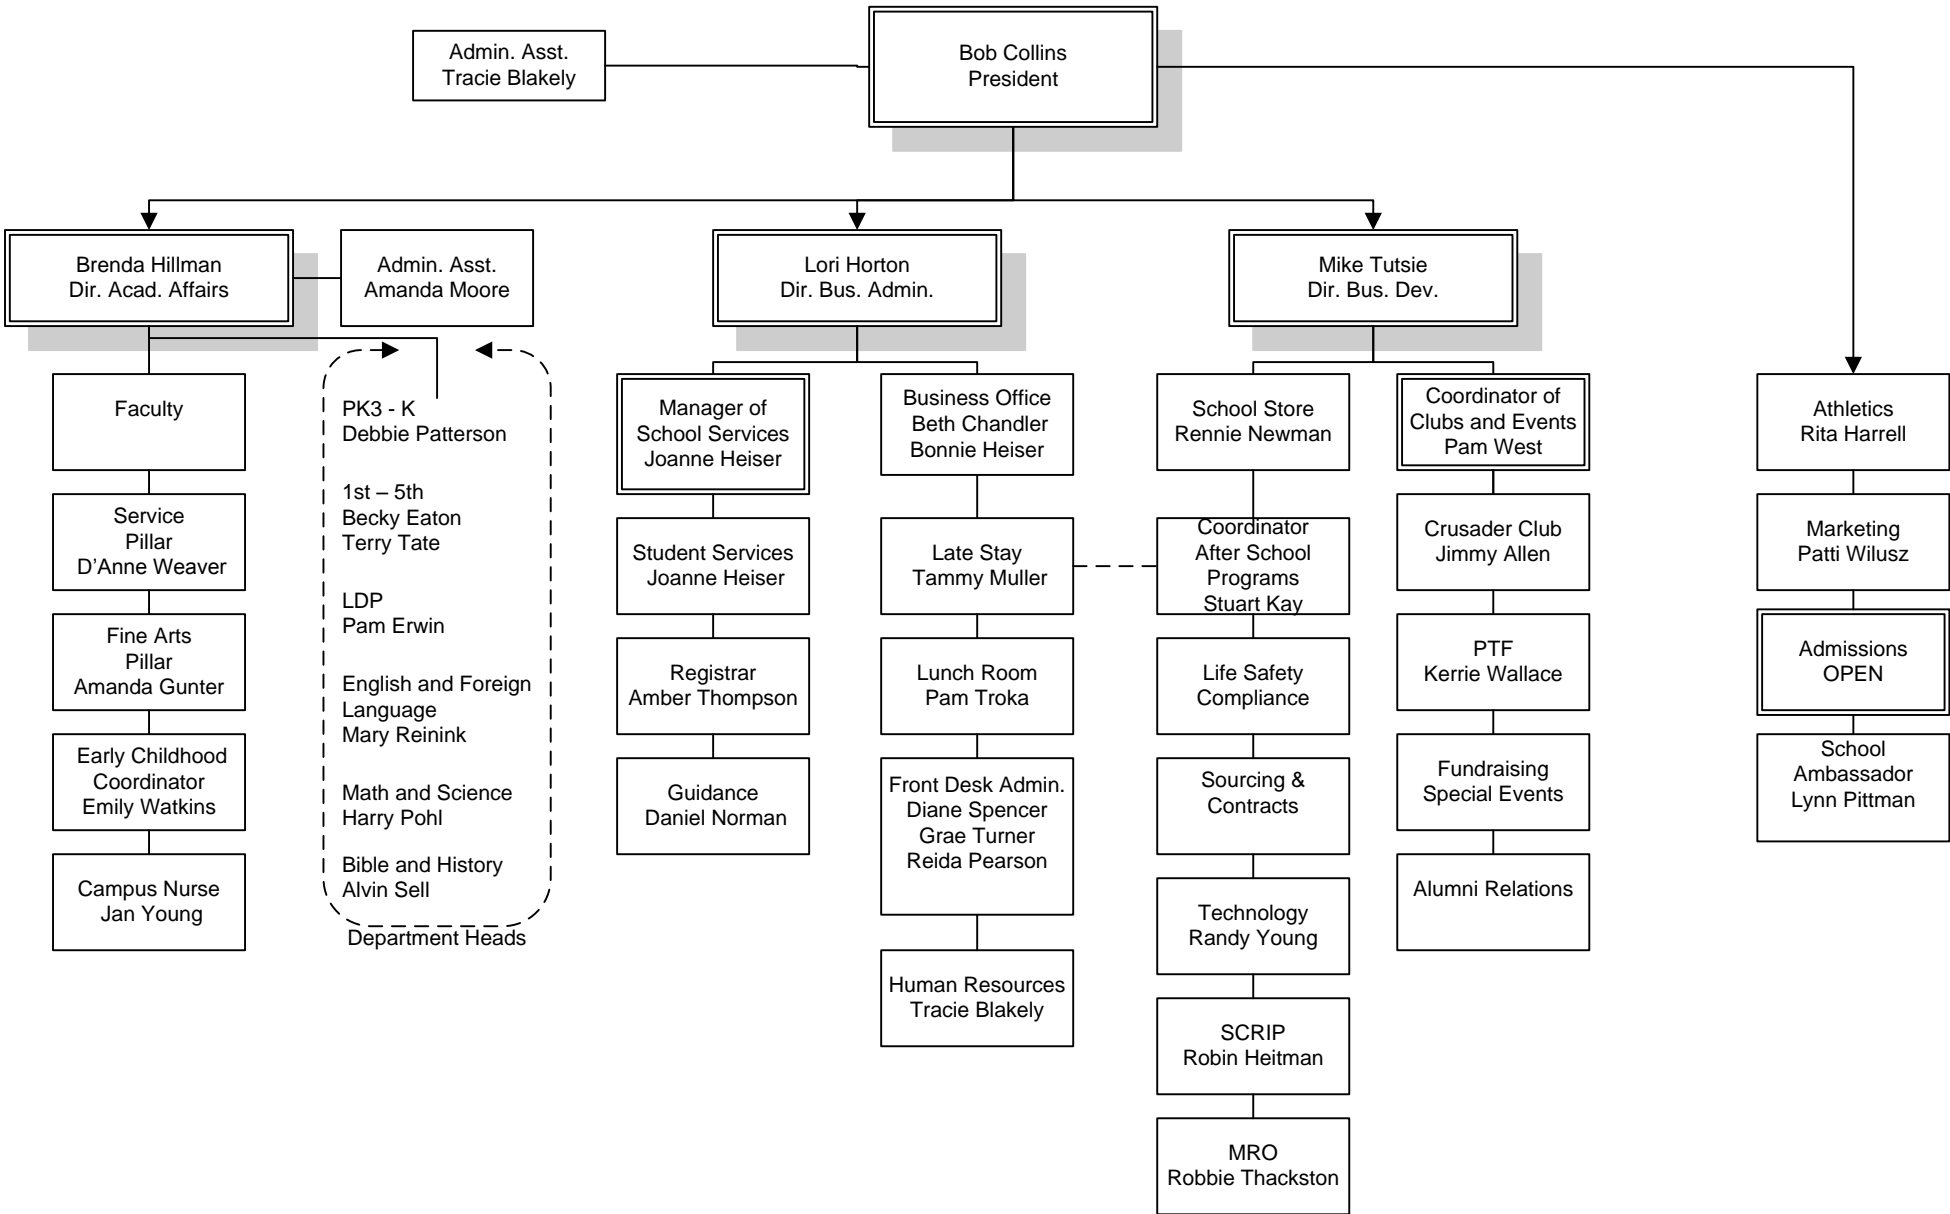 Admin. Asst.
Tracie Blakely
Bob Collins
President
Brenda Hillman
Dir. Acad. Affairs
Admin. Asst.
Amanda Moore
Lori Horton
Dir. Bus. Admin.
Mike Tutsie
Dir. Bus. Dev.
Faculty
Service
Pillar
D'Anne Weaver
Fine Arts
Pillar
Amanda Gunter
Early Childhood
Coordinator
Emily Watkins
Campus Nurse
Jan Young
PK3 - K
Debbie Patterson
1st – 5th
Becky Eaton
Terry Tate
LDP
Pam Erwin
English and Foreign
Language
Mary Reinink
Math and Science
Harry Pohl
Bible and History
Alvin Sell
Department Heads
Manager of
School Services
Joanne Heiser
Student Services
Joanne Heiser
Registrar
Amber Thompson
Guidance
Daniel Norman
Business Office
Beth Chandler
Bonnie Heiser
Late Stay
Tammy Muller
Lunch Room
Pam Troka
Front Desk Admin.
Diane Spencer
Grae Turner
Reida Pearson
Human Resources
Tracie Blakely
School Store
Rennie Newman
Coordinator
After School
Programs
Stuart Kay
Life Safety
Compliance
Sourcing &
Contracts
Technology
Randy Young
SCRIP
Robin Heitman
MRO
Robbie Thackston
Coordinator of
Clubs and Events
Pam West
Crusader Club
Jimmy Allen
PTF
Kerrie Wallace
Fundraising
Special Events
Alumni Relations
Athletics
Rita Harrell
Marketing
Patti Wilusz
Admissions
OPEN
School
Ambassador
Lynn Pittman